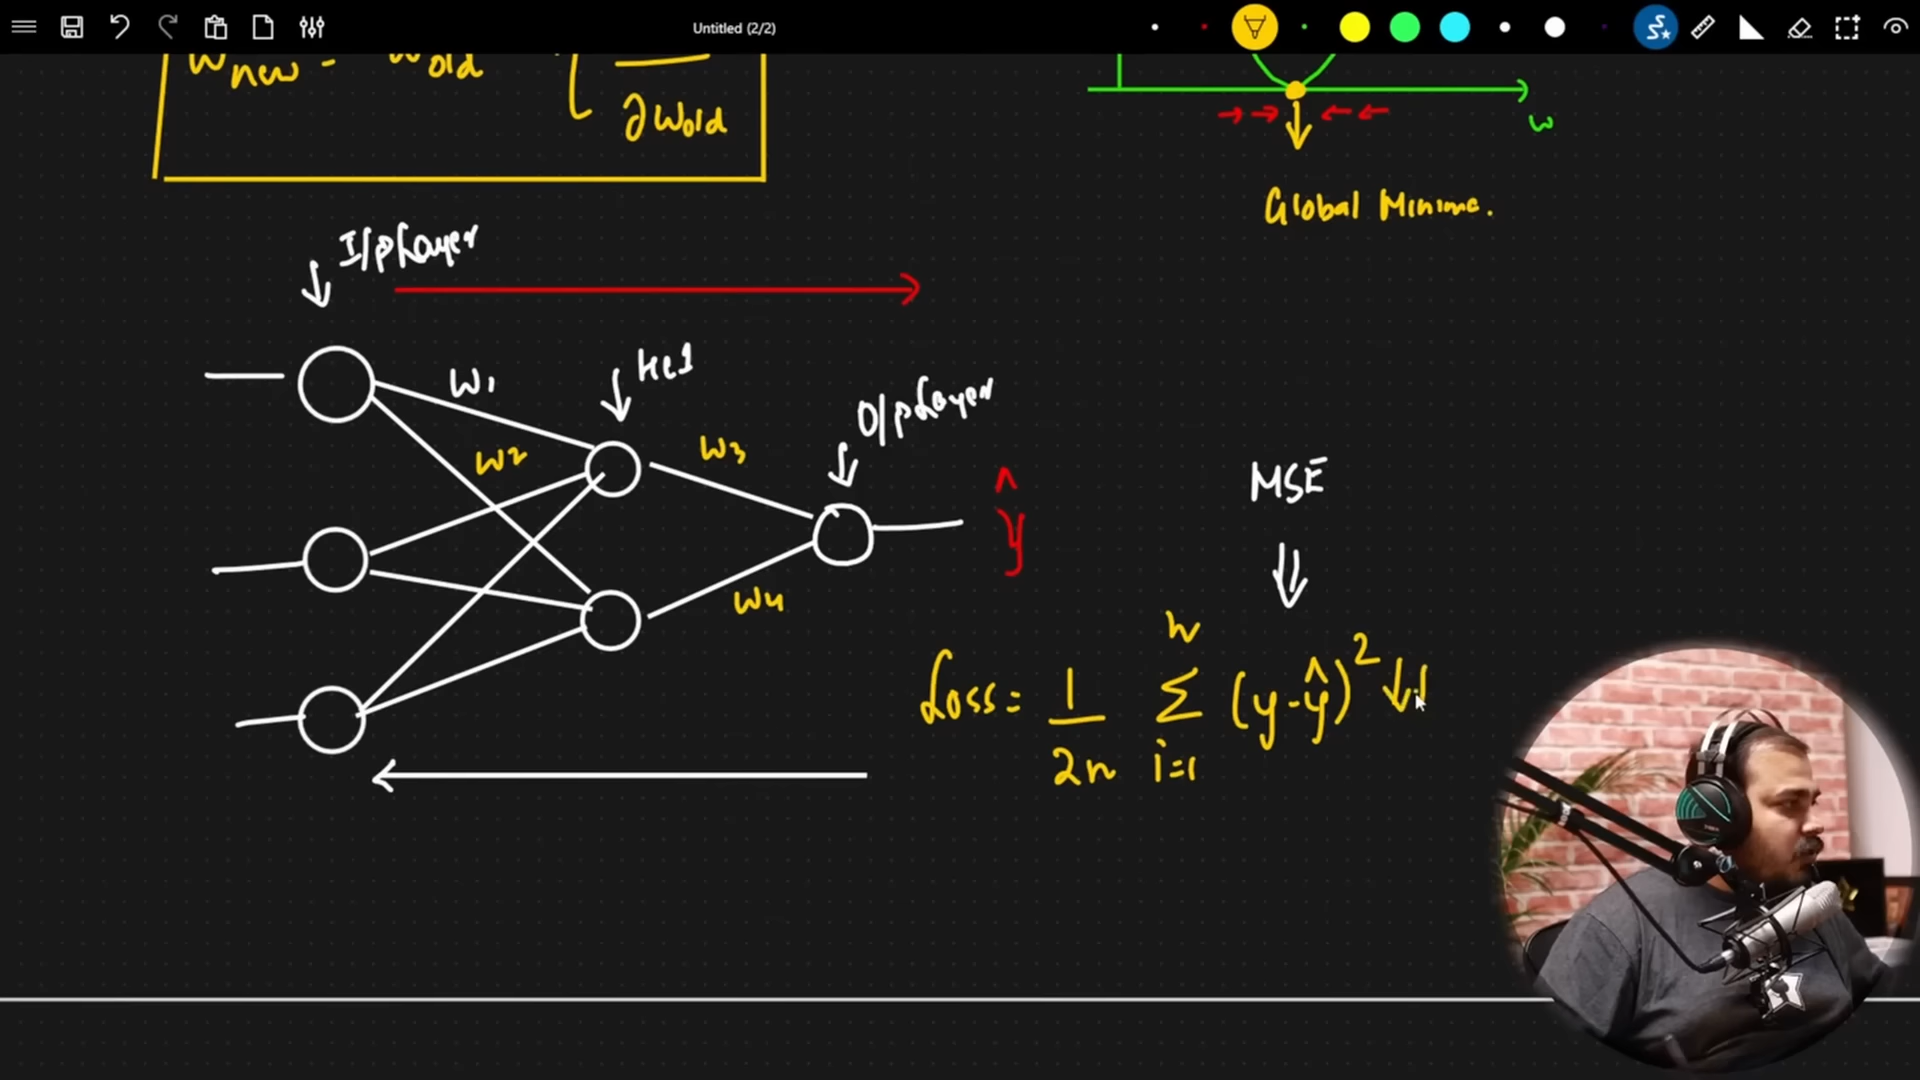 Untitled (2/2)
Wnew = Wold
∂Wold
w
Global Minima.
I/p Layer
HL1
O/p Layer
W1
W2
W3
W4
ŷ
MSE
Loss = 1/2n Σ i=1 n (y-ŷ)² ↓↓